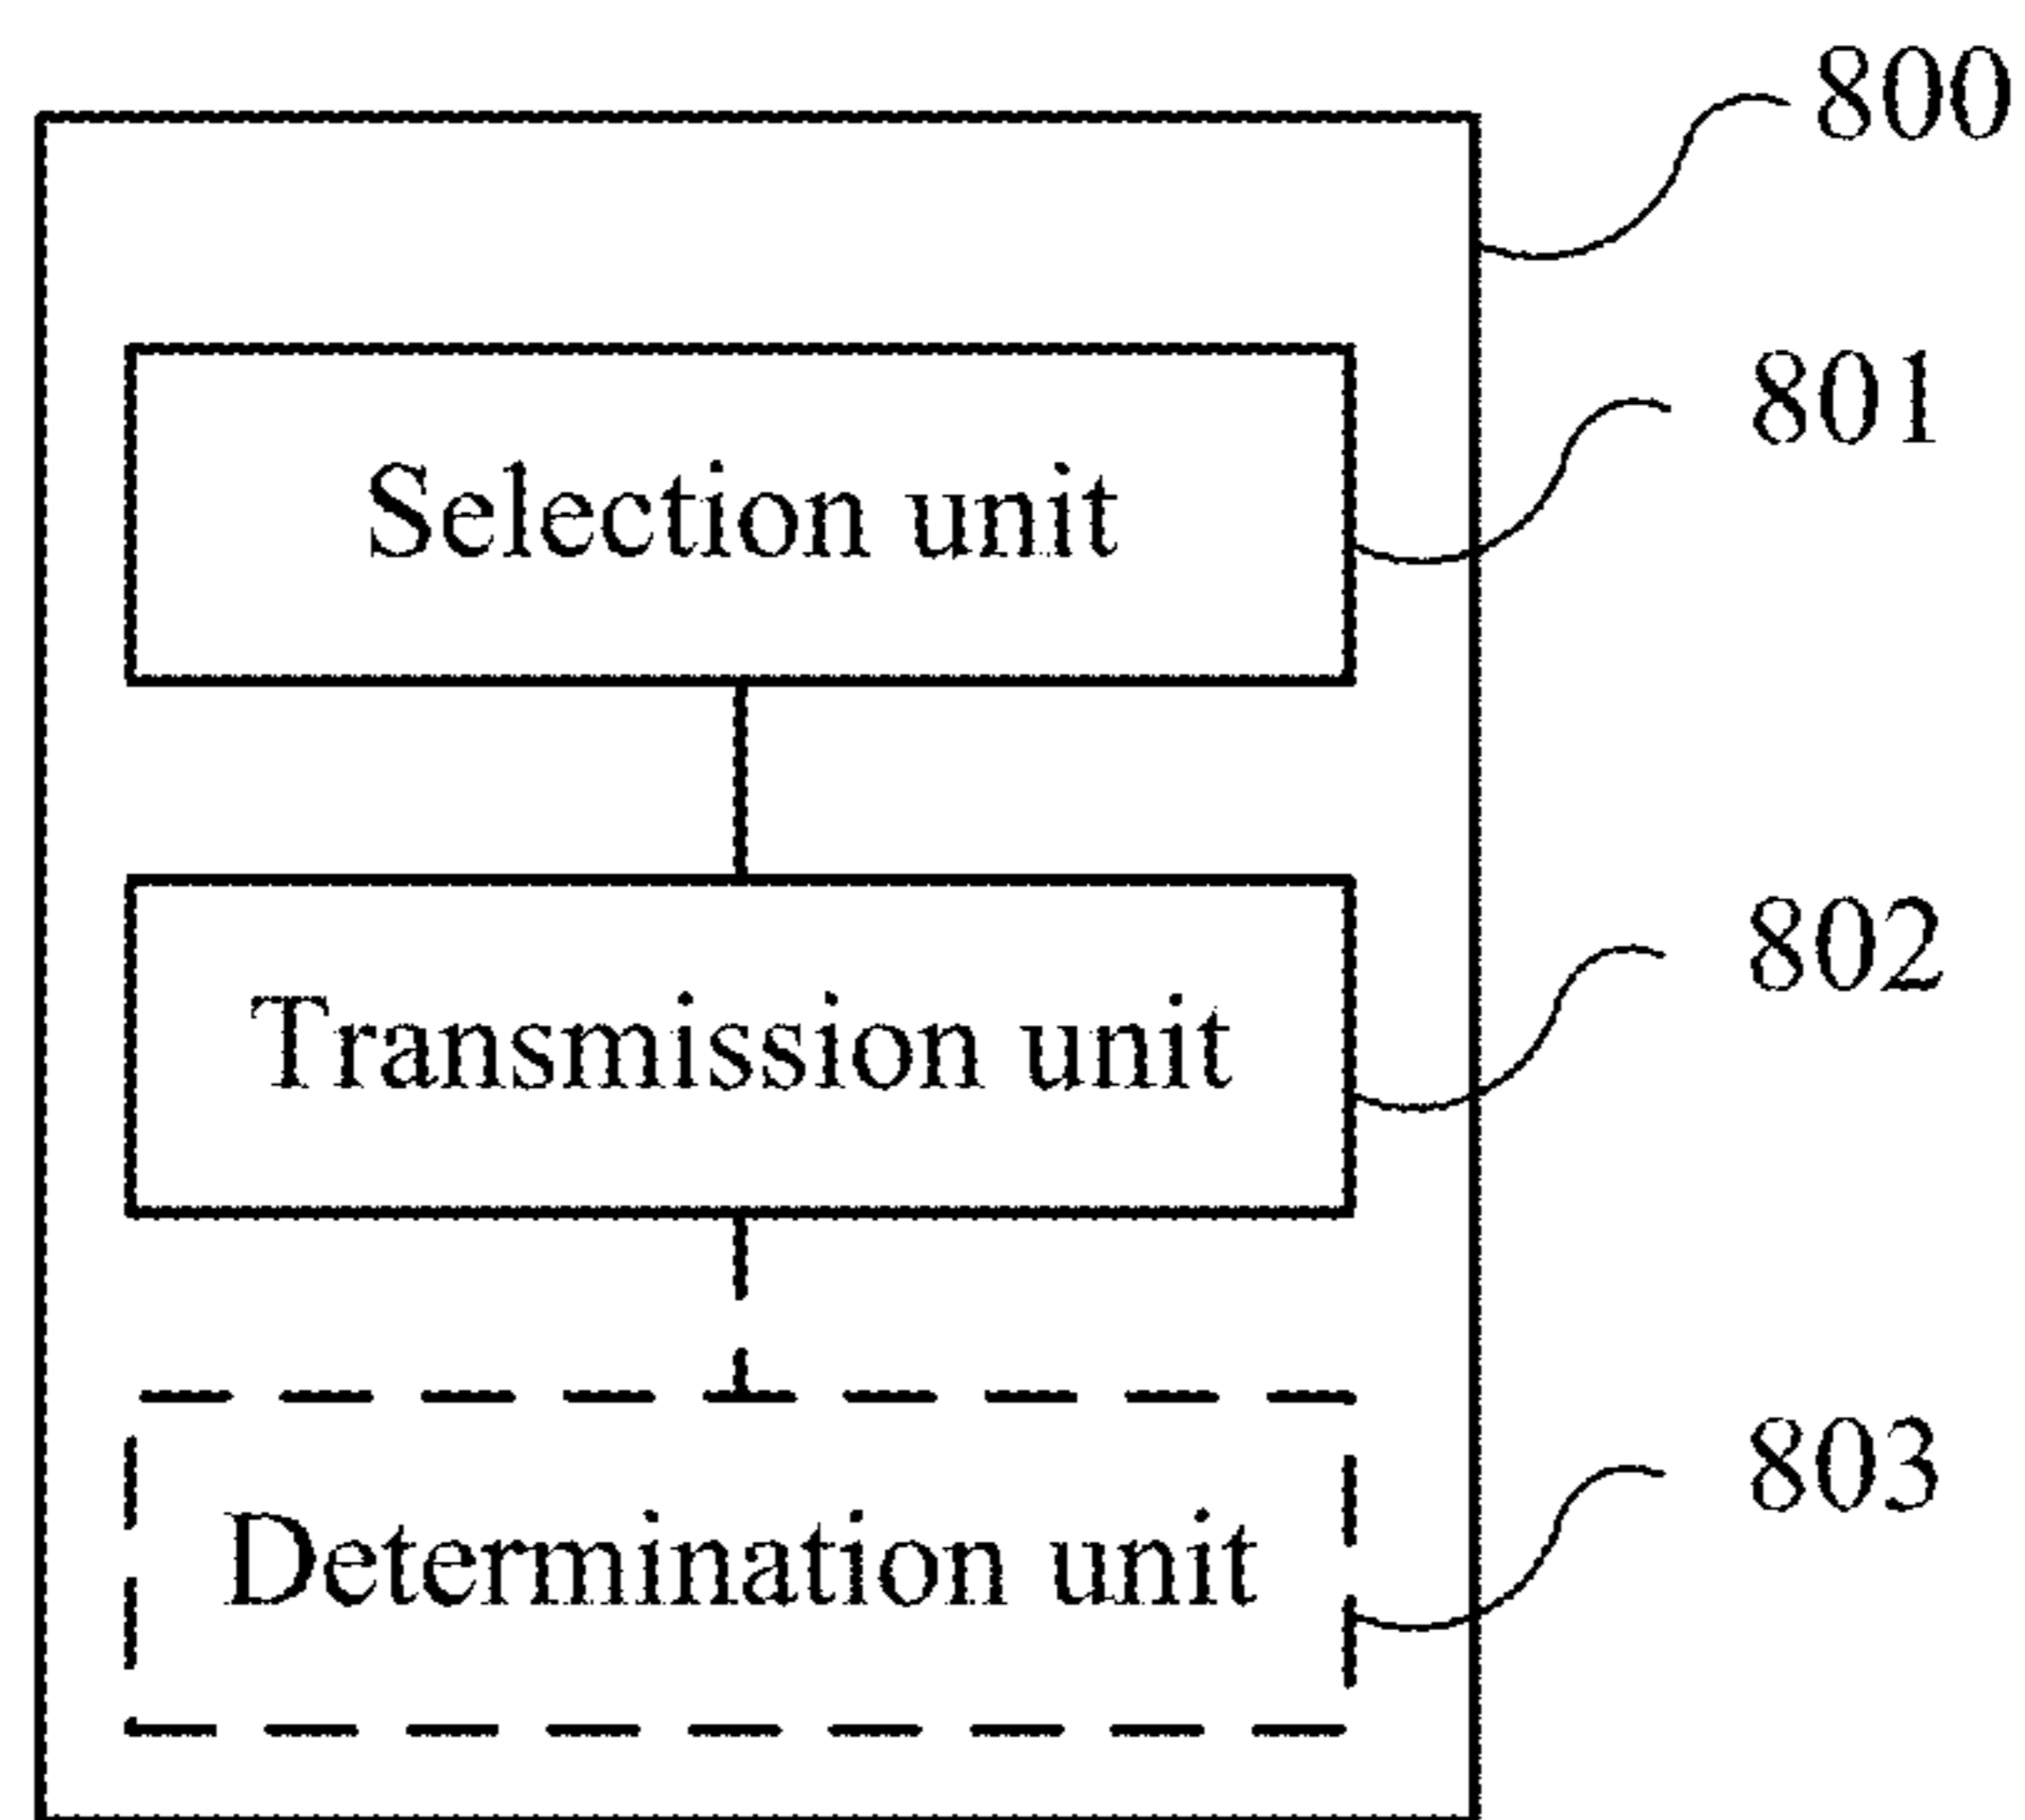 800
801
Selection unit
802
Transmission unit
803
Determination unit